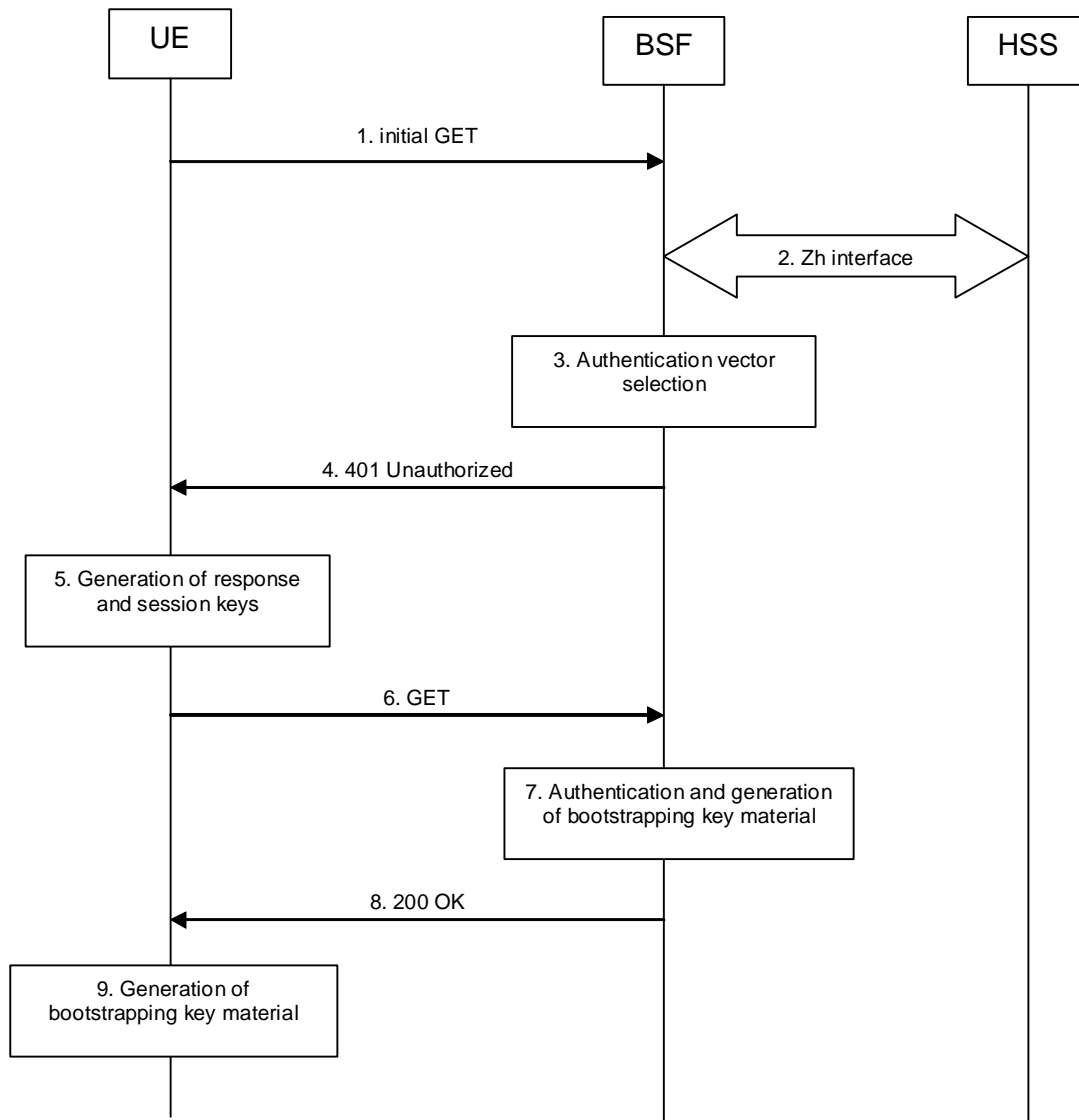 UE
BSF
HSS
1. initial GET
2. Zh interface
3. Authentication vector
selection
4. 401 Unauthorized
5. Generation of response
and session keys
6. GET
7. Authentication and generation
of bootstrapping key material
8. 200 OK
9. Generation of
bootstrapping key material